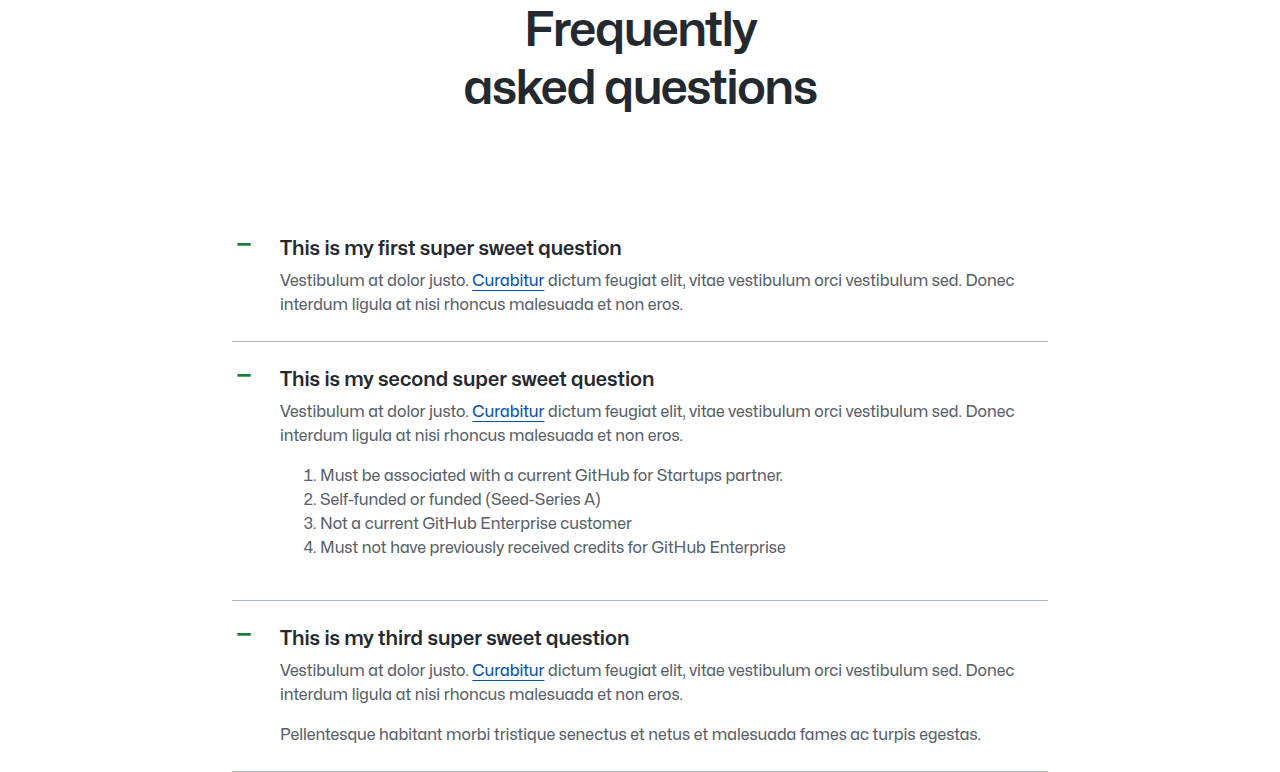 Frequently
asked questions
This is my first super sweet question
Vestibulum at dolor justo. Curabitur dictum feugiat elit, vitae vestibulum orci vestibulum sed. Donec
interdum ligula at nisi rhoncus malesuada et non eros.
This is my second super sweet question
Vestibulum at dolor justo. Curabitur dictum feugiat elit, vitae vestibulum orci vestibulum sed. Donec
interdum ligula at nisi rhoncus malesuada et non eros.
1. Must be associated with a current GitHub for Startups partner.
2. Self-funded or funded (Seed-Series A)
3. Not a current GitHub Enterprise customer
4. Must not have previously received credits for GitHub Enterprise
This is my third super sweet question
Vestibulum at dolor justo. Curabitur dictum feugiat elit, vitae vestibulum orci vestibulum sed. Donec
interdum ligula at nisi rhoncus malesuada et non eros.
Pellentesque habitant morbi tristique senectus et netus et malesuada fames ac turpis egestas.